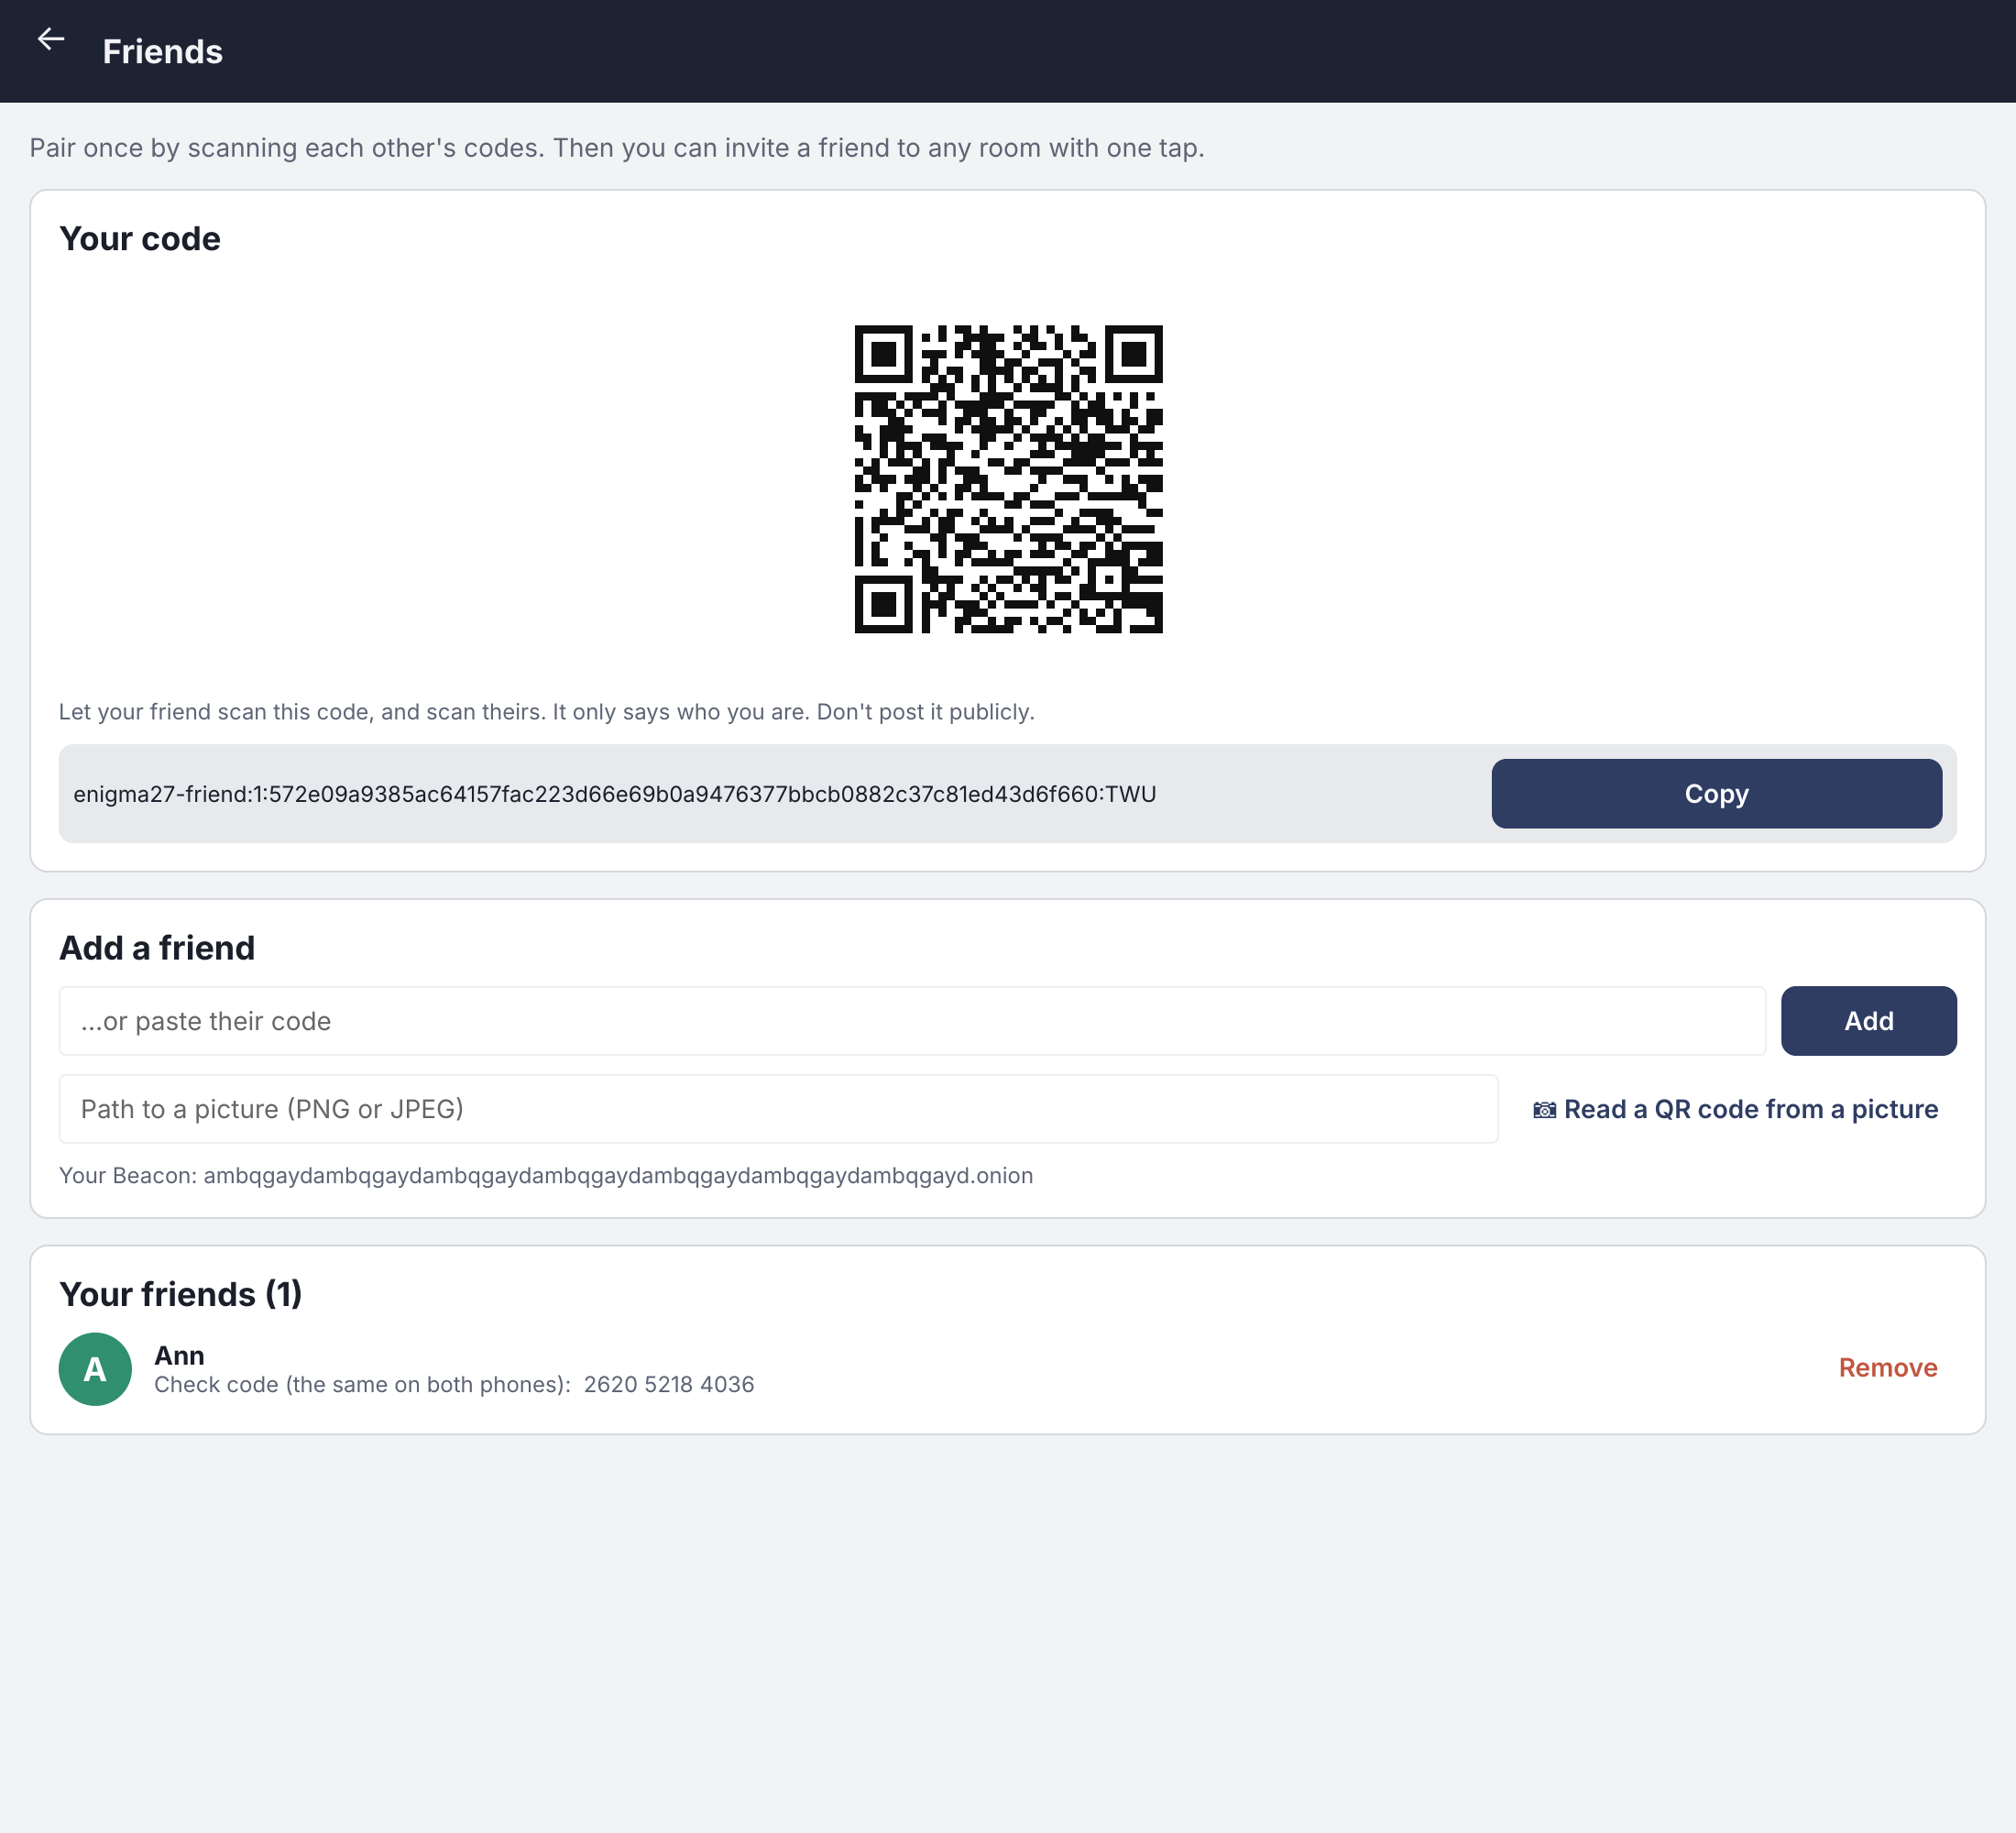 Friends
Pair once by scanning each other's codes. Then you can invite a friend to any room with one tap.
Your code
Let your friend scan this code, and scan theirs. It only says who you are. Don't post it publicly.
enigma27-friend:1:572e09a9385ac64157fac223d66e69b0a9476377bbcb0882c37c81ed43d6f660:TWU
Copy
Add a friend
...or paste their code
Add
Path to a picture (PNG or JPEG)
Read a QR code from a picture
Your Beacon: ambqgaydambqgaydambqgaydambqgaydambqgaydambqgaydambqgayd.onion
Your friends (1)
A
Ann
Check code (the same on both phones): 2620 5218 4036
Remove